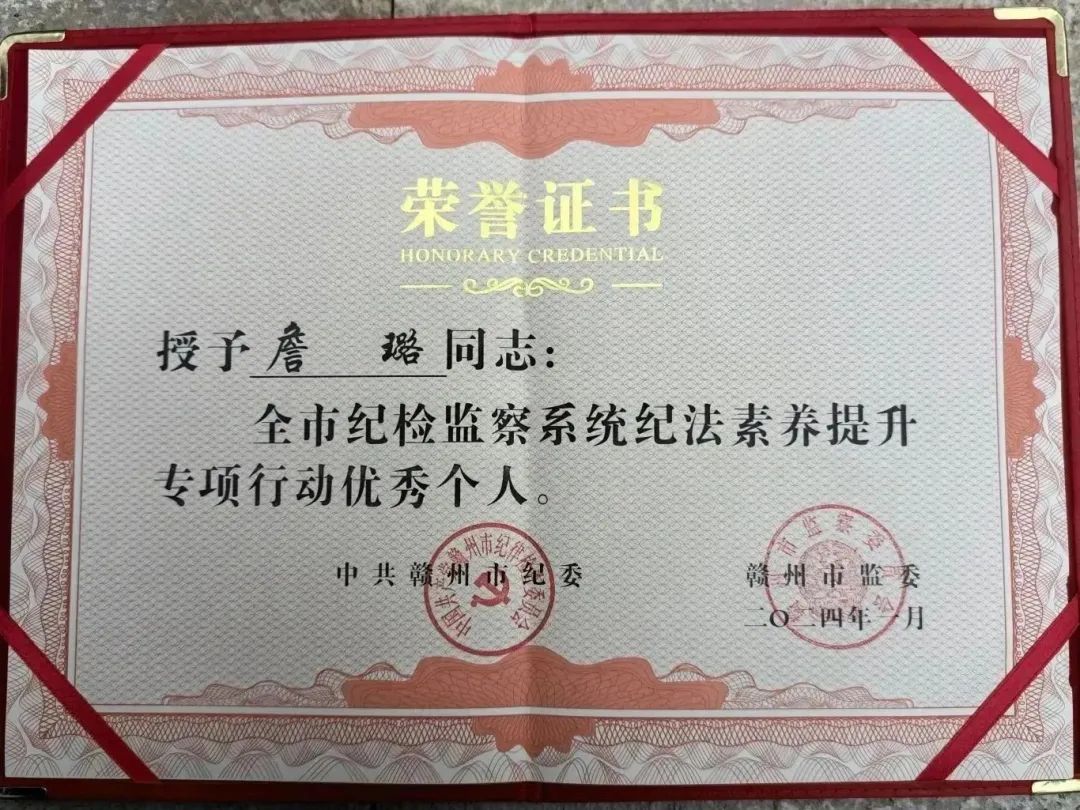 荣誉证书
HONORARY CREDENTIAL
授予 詹 璐 同志：
全市纪检监察系统纪法素养提升
专项行动优秀个人。
中共赣州市纪委
赣州市监委
二〇二四年一月